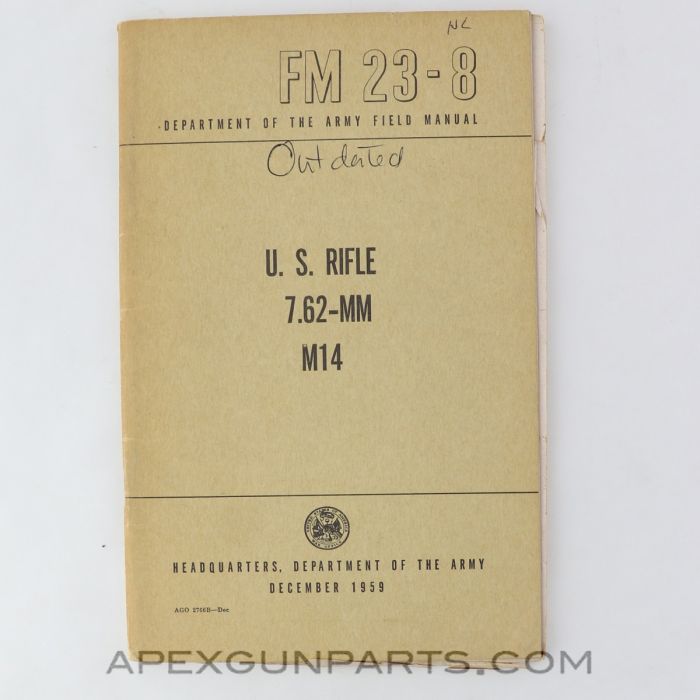 NL
FM 23-8
DEPARTMENT OF THE ARMY FIELD MANUAL
Outdated
U. S. RIFLE
7.62-MM
M14
HEADQUARTERS, DEPARTMENT OF THE ARMY
DECEMBER 1959
AGO 2766B—Dec
APEXGUNPARTS.COM